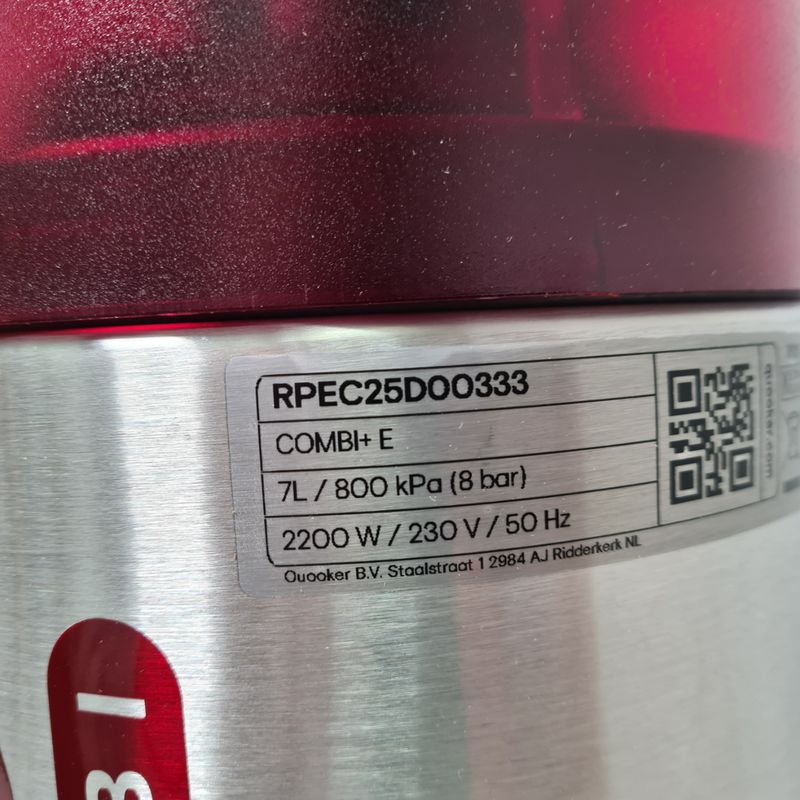 RPEC25D00333
COMBI+ E
7L / 800 kPa (8 bar)
2200 W / 230 V / 50 Hz
Quooker B.V. Staalstraat 1 2984 AJ Ridderkerk NL
quooker.com
BI